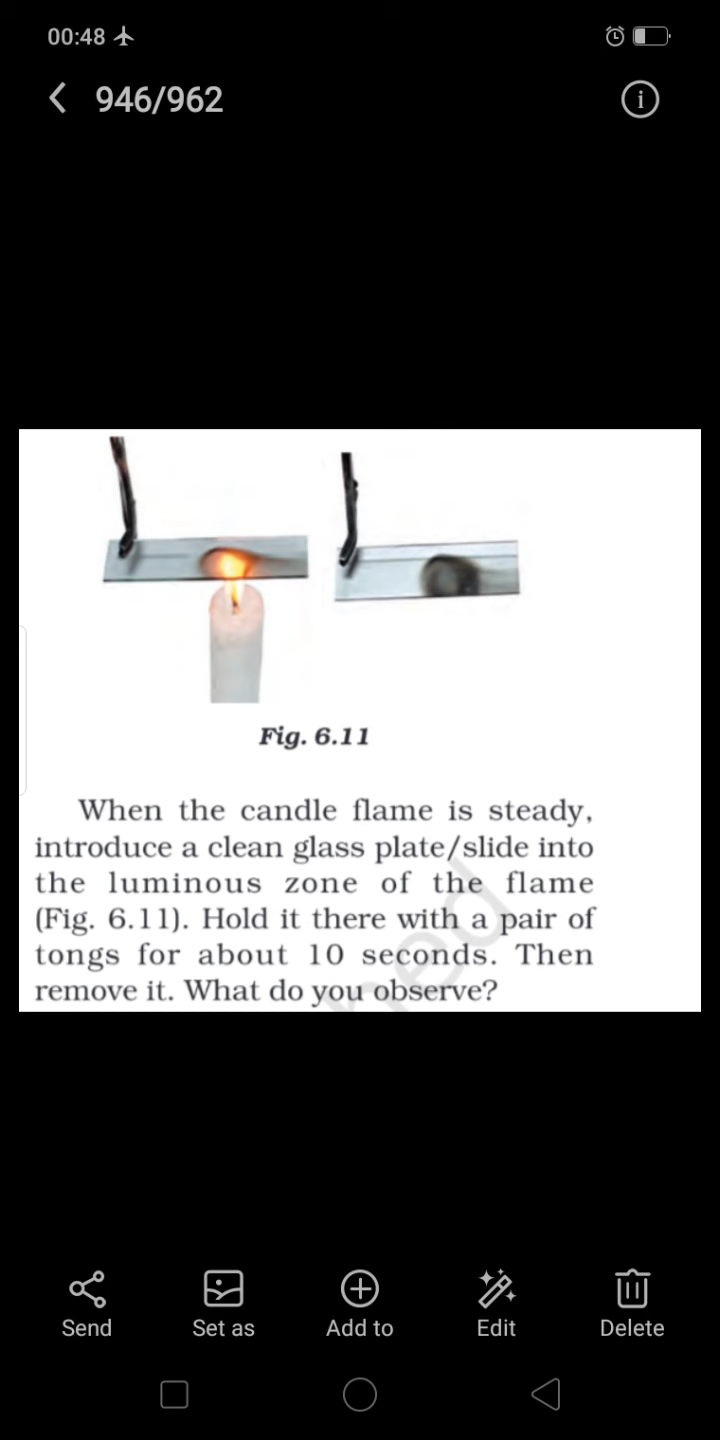 00:48
946/962
Fig. 6.11
When the candle flame is steady,
introduce a clean glass plate/slide into
the luminous zone of the flame
(Fig. 6.11). Hold it there with a pair of
tongs for about 10 seconds. Then
remove it. What do you observe?
hed
Send Set as Add to Edit Delete